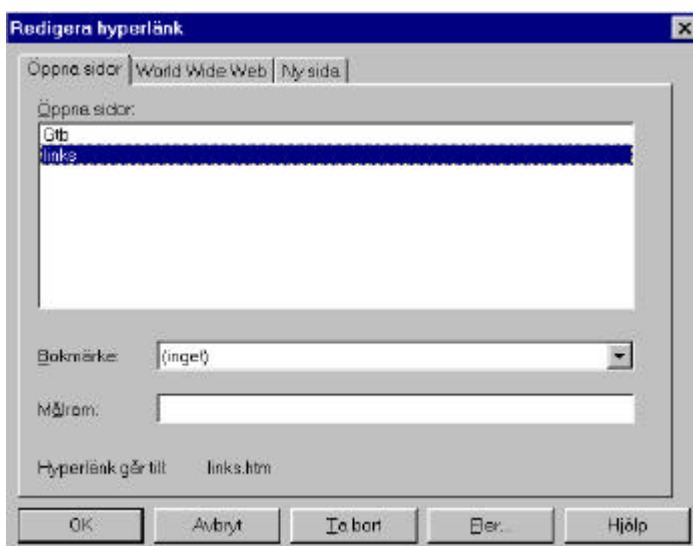 Redigera hyperlänk
Öppna sidor World Wide Web Ny sida
Öppna sidor:
Gtb
links
Bokmärke: (inget)
Målram:
Hyperlänk går till: links.htm
OK Avbryt Ta bort Fler... Hjälp